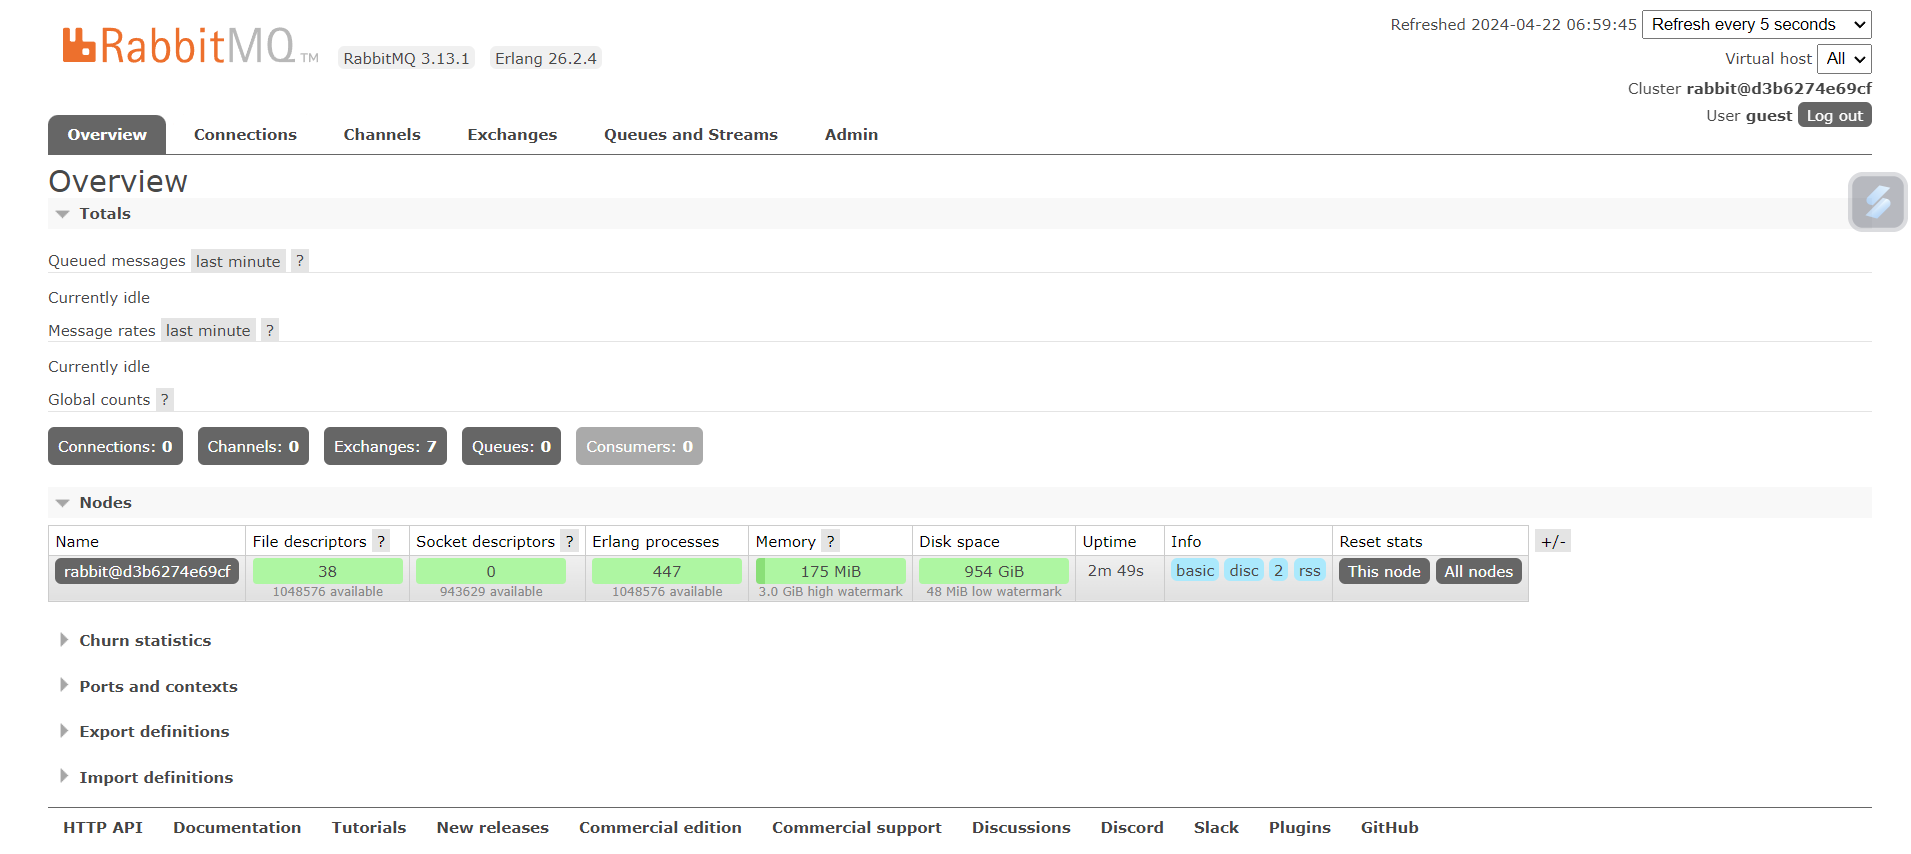 RabbitMQ TM RabbitMQ 3.13.1 Erlang 26.2.4
Refreshed 2024-04-22 06:59:45 Refresh every 5 seconds
Virtual host All
Cluster rabbit@d3b6274e69cf
User guest Log out
Overview Connections Channels Exchanges Queues and Streams Admin
Overview
Totals
Queued messages last minute ?
Currently idle
Message rates last minute ?
Currently idle
Global counts ?
Connections: 0 Channels: 0 Exchanges: 7 Queues: 0 Consumers: 0
Nodes
Name File descriptors ? Socket descriptors ? Erlang processes Memory ? Disk space Uptime Info Reset stats +/-
rabbit@d3b6274e69cf 38 0 447 175 MiB 954 GiB 2m 49s basic disc 2 rss This node All nodes
1048576 available 943629 available 1048576 available 3.0 GiB high watermark 48 MiB low watermark
Churn statistics
Ports and contexts
Export definitions
Import definitions
HTTP API Documentation Tutorials New releases Commercial edition Commercial support Discussions Discord Slack Plugins GitHub